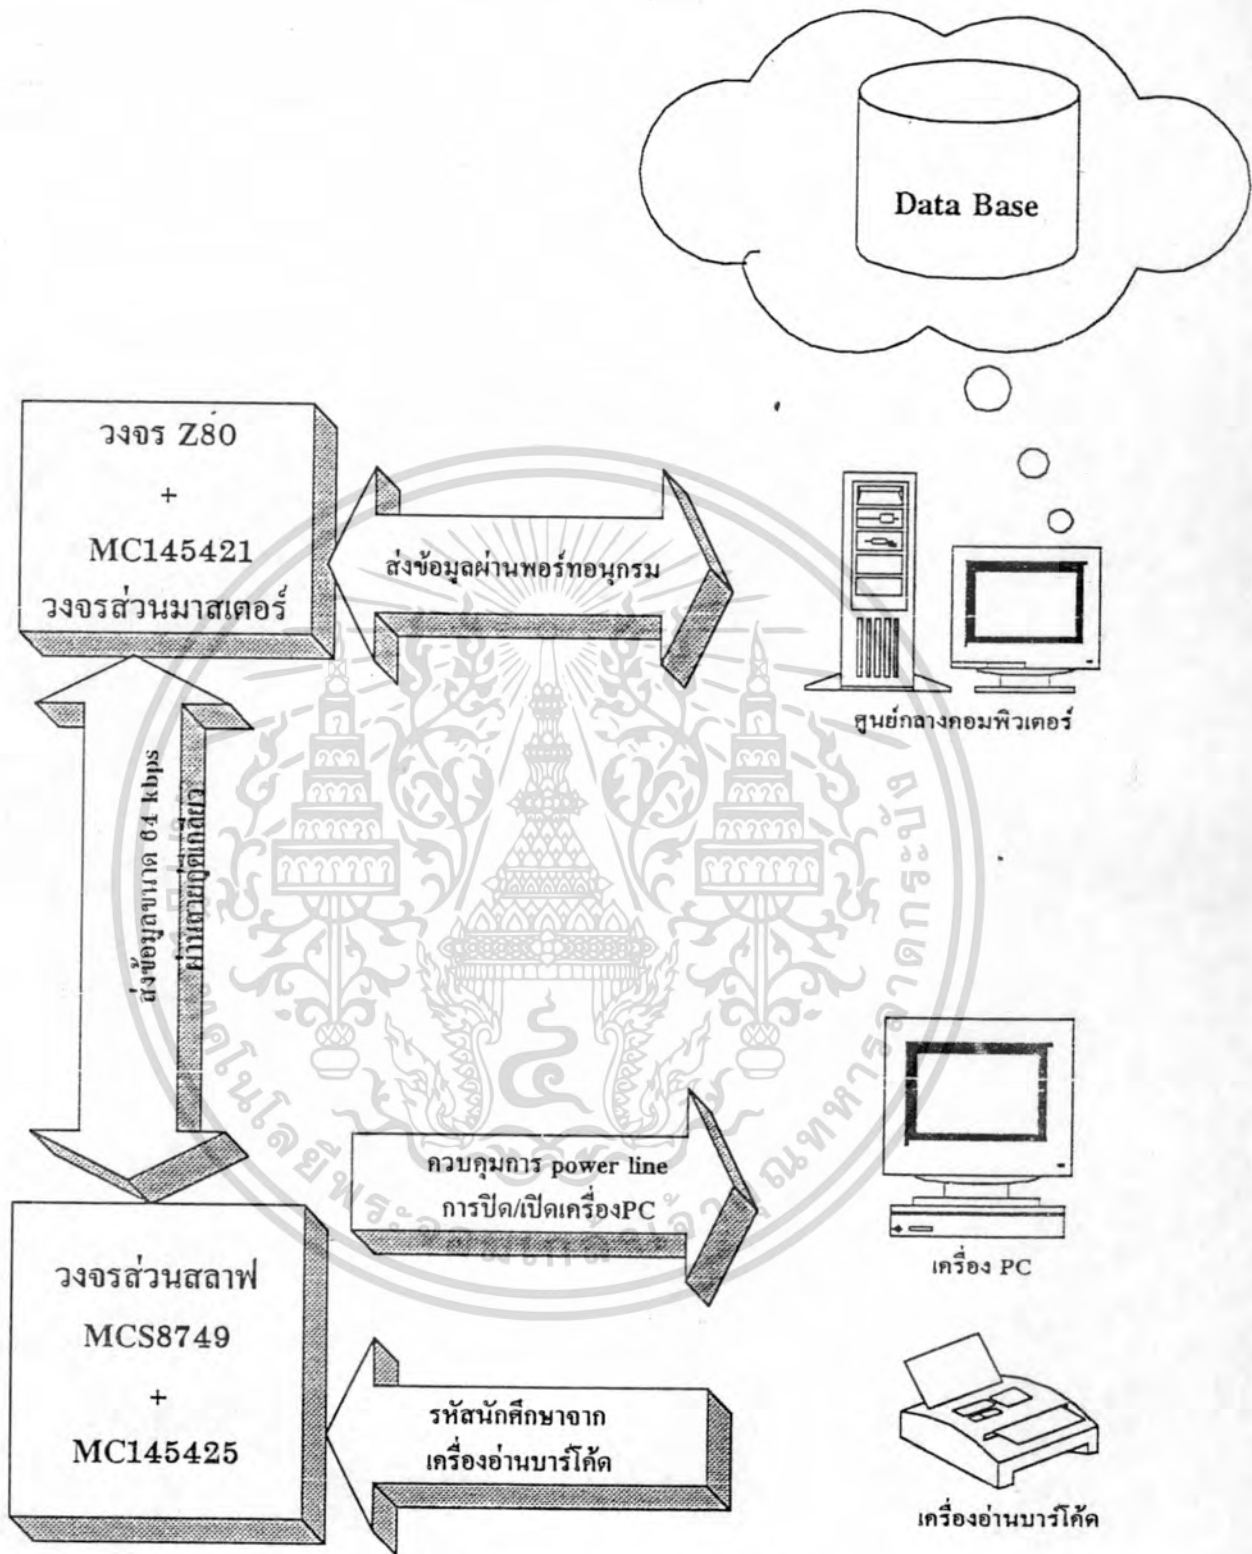 Data Base
วงจร Z80
+
MC145421
วงจรส่วนมาสเตอร์
ส่งข้อมูลผ่านพอร์ทอนุกรม
ศูนย์กลางคอมพิวเตอร์
ส่งข้อมูลขนาด 64 kbps
ผ่านสายคู่ตีเกลียว
ควบคุมการ power line
การปิด/เปิดเครื่องPC
เครื่อง PC
วงจรส่วนสลาฟ
MCS8749
+
MC145425
รหัสนักศึกษาจาก
เครื่องอ่านบาร์โค้ด
เครื่องอ่านบาร์โค้ด